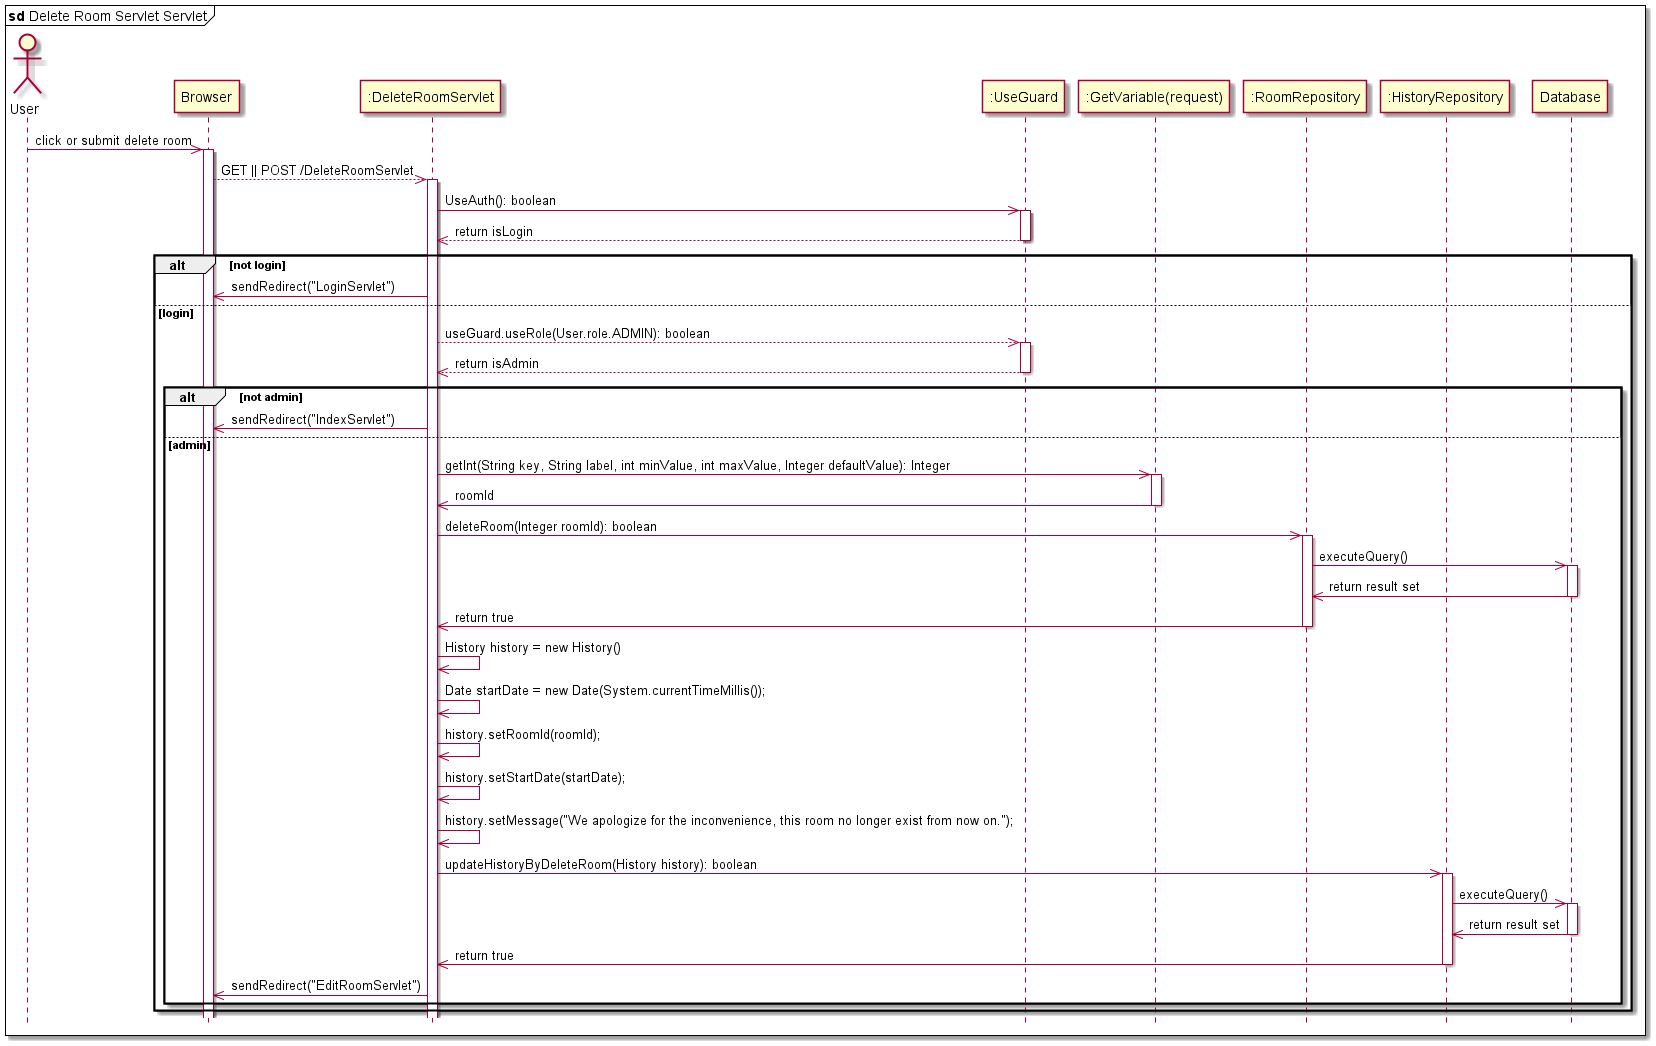 sd Delete Room Servlet Servlet
User
Browser
:DeleteRoomServlet
:UseGuard
:GetVariable(request)
:RoomRepository
:HistoryRepository
Database
click or submit delete room
GET || POST /DeleteRoomServlet
UseAuth(): boolean
return isLogin
alt
[not login]
sendRedirect("LoginServlet")
[login]
useGuard.useRole(User.role.ADMIN): boolean
return isAdmin
alt
[not admin]
sendRedirect("IndexServlet")
[admin]
getInt(String key, String label, int minValue, int maxValue, Integer defaultValue): Integer
roomId
deleteRoom(Integer roomId): boolean
executeQuery()
return result set
return true
History history = new History()
Date startDate = new Date(System.currentTimeMillis());
history.setRoomId(roomId);
history.setStartDate(startDate);
history.setMessage("We apologize for the inconvenience, this room no longer exist from now on.");
updateHistoryByDeleteRoom(History history): boolean
executeQuery()
return result set
return true
sendRedirect("EditRoomServlet")